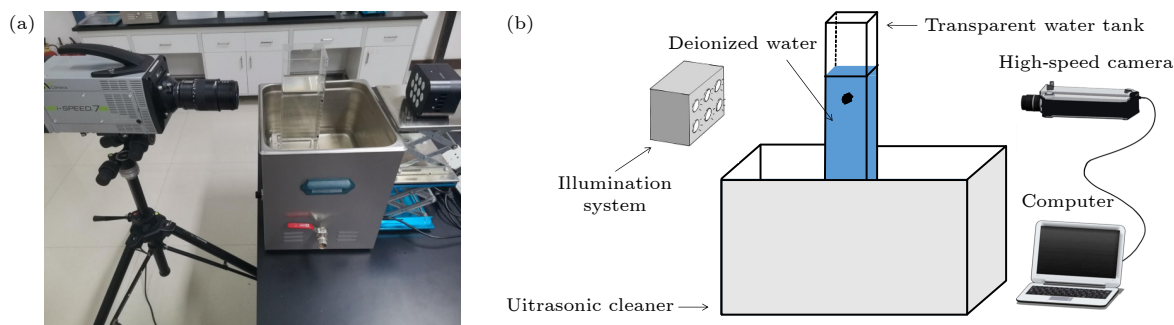 (a)
i-SPEED 7
(b)
Transparent water tank
Deionized water
High-speed camera
Illumination
system
Computer
Uitrasonic cleaner